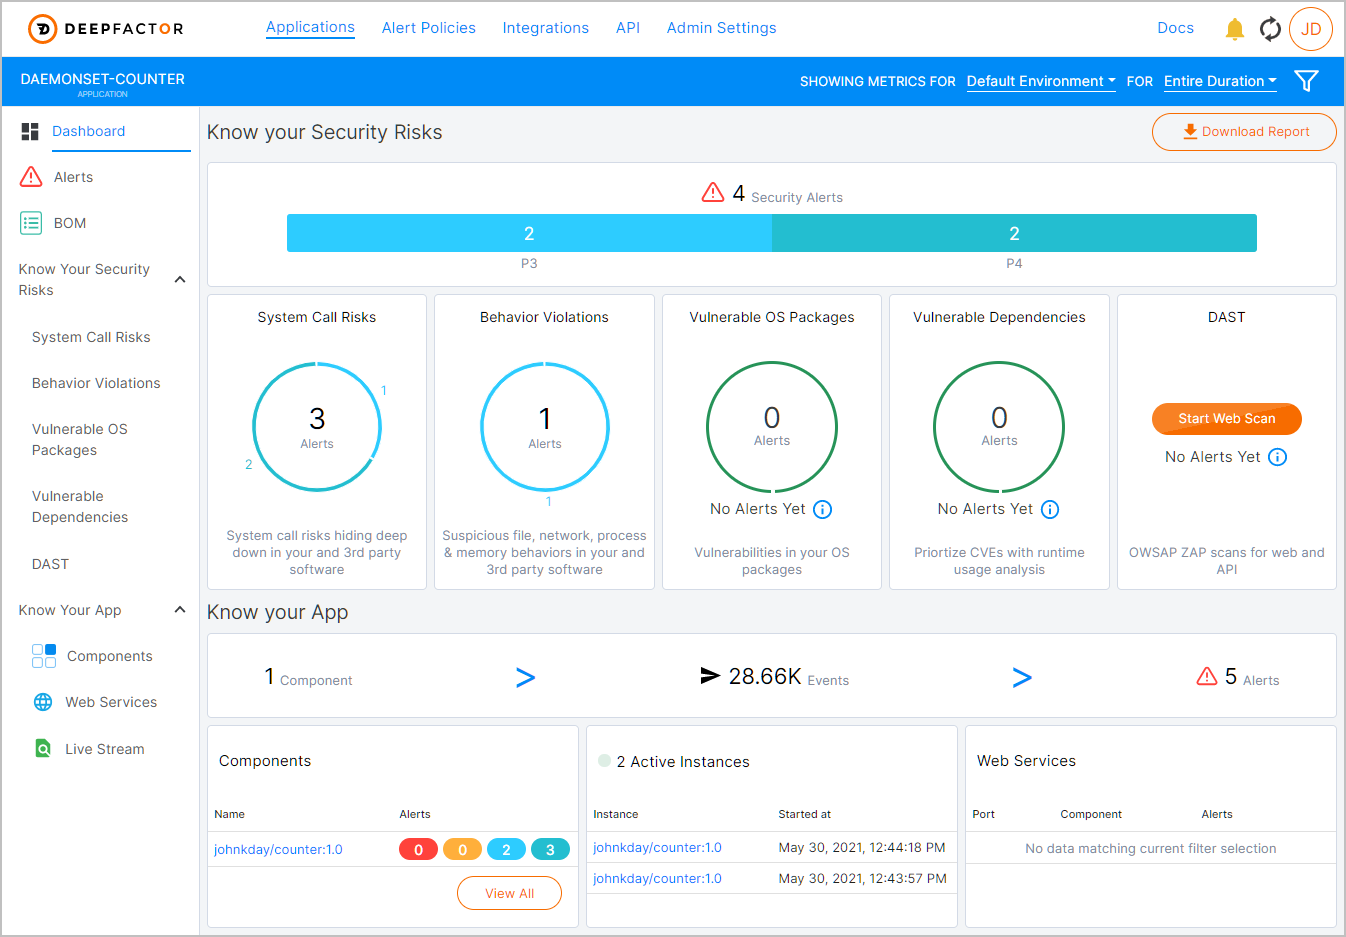 DEEPFACTOR
Applications
Alert Policies
Integrations
API
Admin Settings
Docs
JD
DAEMONSET-COUNTER
APPLICATION
SHOWING METRICS FOR Default Environment FOR Entire Duration
Dashboard
Alerts
BOM
Know Your Security
Risks
System Call Risks
Behavior Violations
Vulnerable OS
Packages
Vulnerable
Dependencies
DAST
Know Your App
Components
Web Services
Live Stream
Know your Security Risks
Download Report
4 Security Alerts
2
2
P3
P4
System Call Risks
1
3
Alerts
2
System call risks hiding deep
down in your and 3rd party
software
Behavior Violations
1
Alerts
1
Suspicious file, network, process
& memory behaviors in your and
3rd party software
Vulnerable OS Packages
0
Alerts
No Alerts Yet
Vulnerabilities in your OS
packages
Vulnerable Dependencies
0
Alerts
No Alerts Yet
Priortize CVEs with runtime
usage analysis
DAST
Start Web Scan
No Alerts Yet
OWSAP ZAP scans for web and
API
Know your App
1 Component
>
28.66K Events
>
5 Alerts
Components
Name
Alerts
johnkday/counter:1.0
0
0
2
3
View All
2 Active Instances
Instance
Started at
johnkday/counter:1.0
May 30, 2021, 12:44:18 PM
johnkday/counter:1.0
May 30, 2021, 12:43:57 PM
Web Services
Port
Component
Alerts
No data matching current filter selection